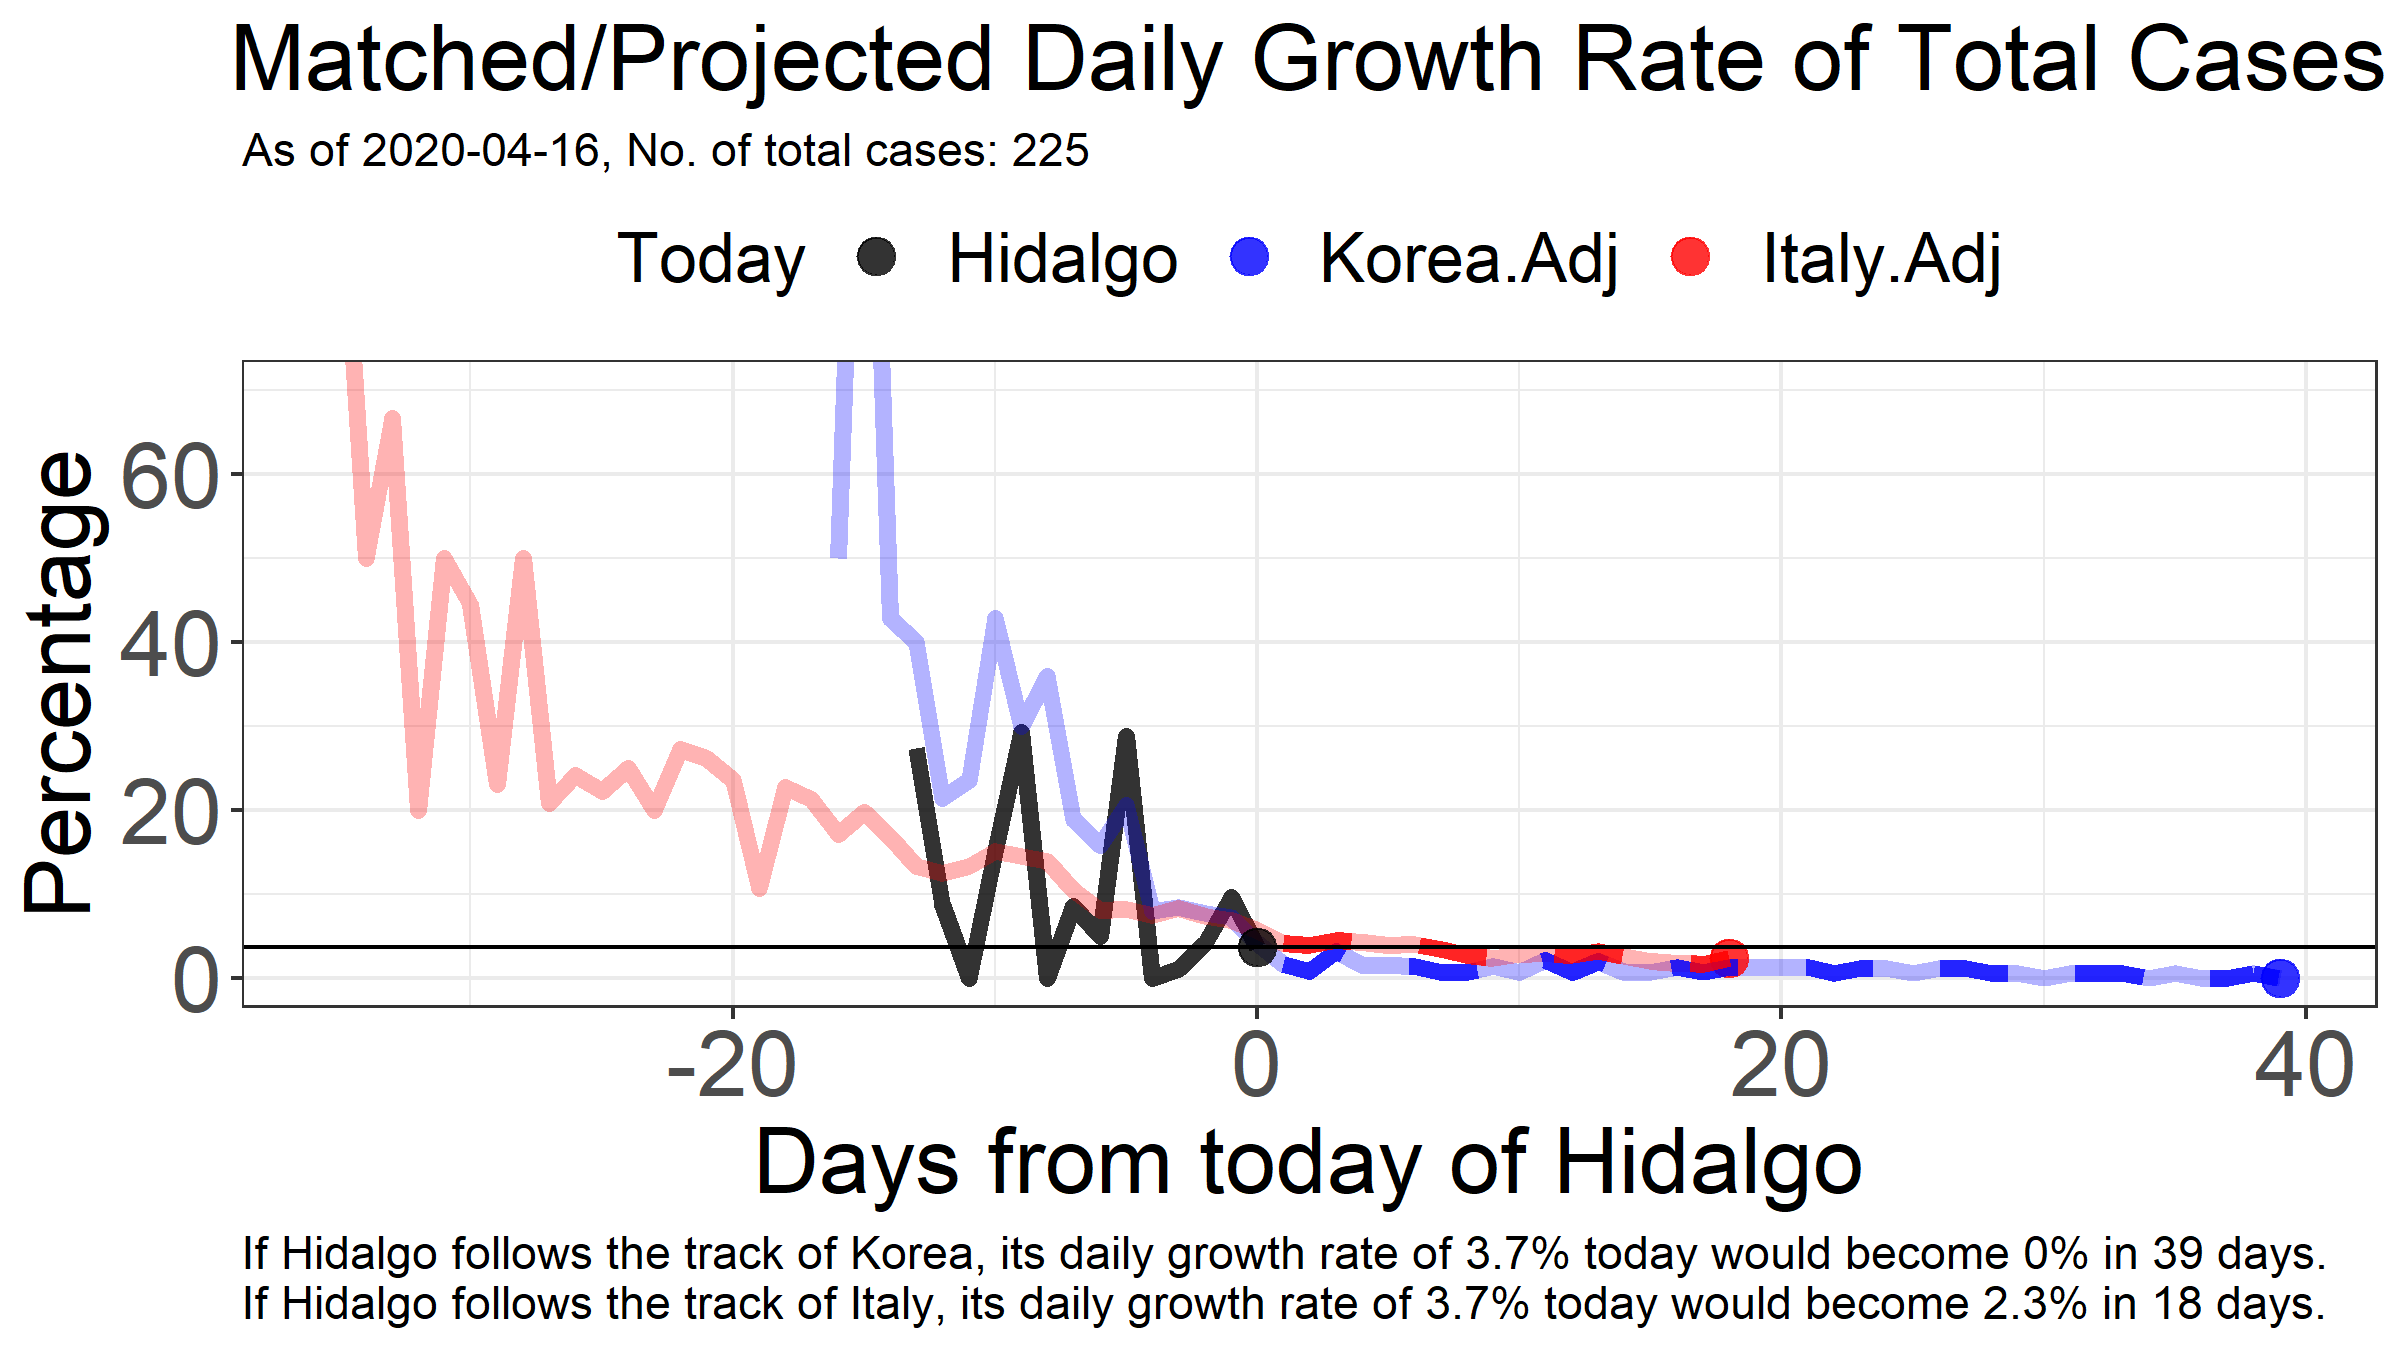 Matched/Projected Daily Growth Rate of Total Cases
As of 2020-04-16, No. of total cases: 225
Today Hidalgo Korea.Adj Italy.Adj
Percentage
60
40
20
0
-20 0 20 40
Days from today of Hidalgo
If Hidalgo follows the track of Korea, its daily growth rate of 3.7% today would become 0% in 39 days.
If Hidalgo follows the track of Italy, its daily growth rate of 3.7% today would become 2.3% in 18 days.